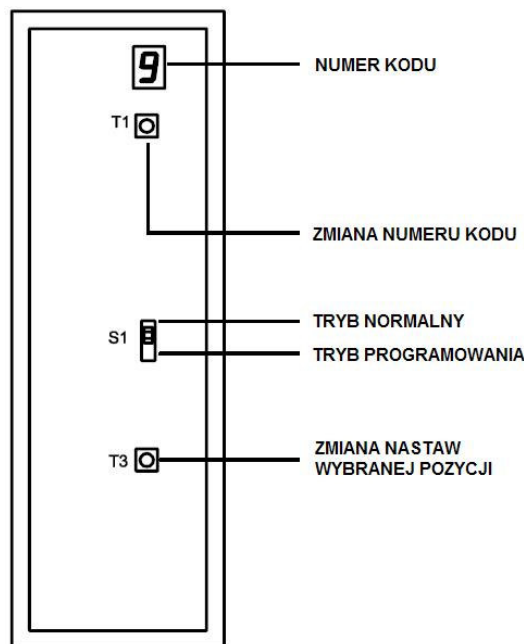 9
NUMER KODU
T1
ZMIANA NUMERU KODU
S1
TRYB NORMALNY
TRYB PROGRAMOWANIA
T3
ZMIANA NASTAW
WYBRANEJ POZYCJI